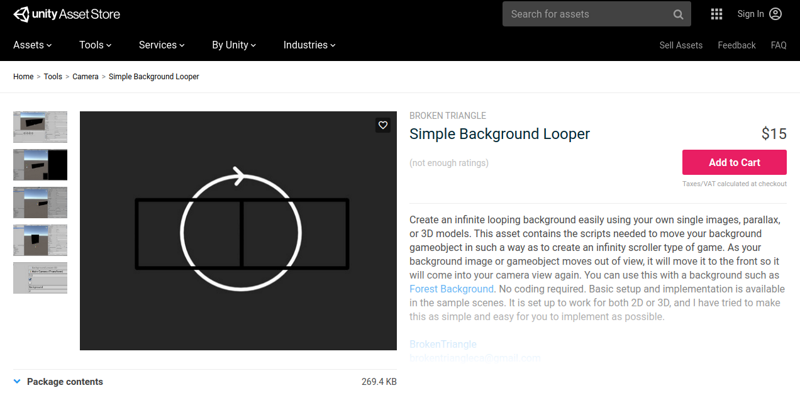 unity Asset Store
Search for assets
Sign In
Assets
Tools
Services
By Unity
Industries
Sell Assets
Feedback
FAQ
Home > Tools > Camera > Simple Background Looper
BROKEN TRIANGLE
Simple Background Looper
$15
(not enough ratings)
Add to Cart
Taxes/VAT calculated at checkout
Create an infinite looping background easily using your own single images, parallax,
or 3D models. This asset contains the scripts needed to move your background
gameobject in such a way as to create an infinity scroller type of game. As your
background image or gameobject moves out of view, it will move to the front so it
will come into your camera view again. You can use this with a background such as
Forest Background. No coding required. Basic setup and implementation is available
in the sample scenes. It is set up to work for both 2D or 3D, and I have tried to make
this as simple and easy for you to implement as possible.
BrokenTriangle
Package contents
269.4 KB